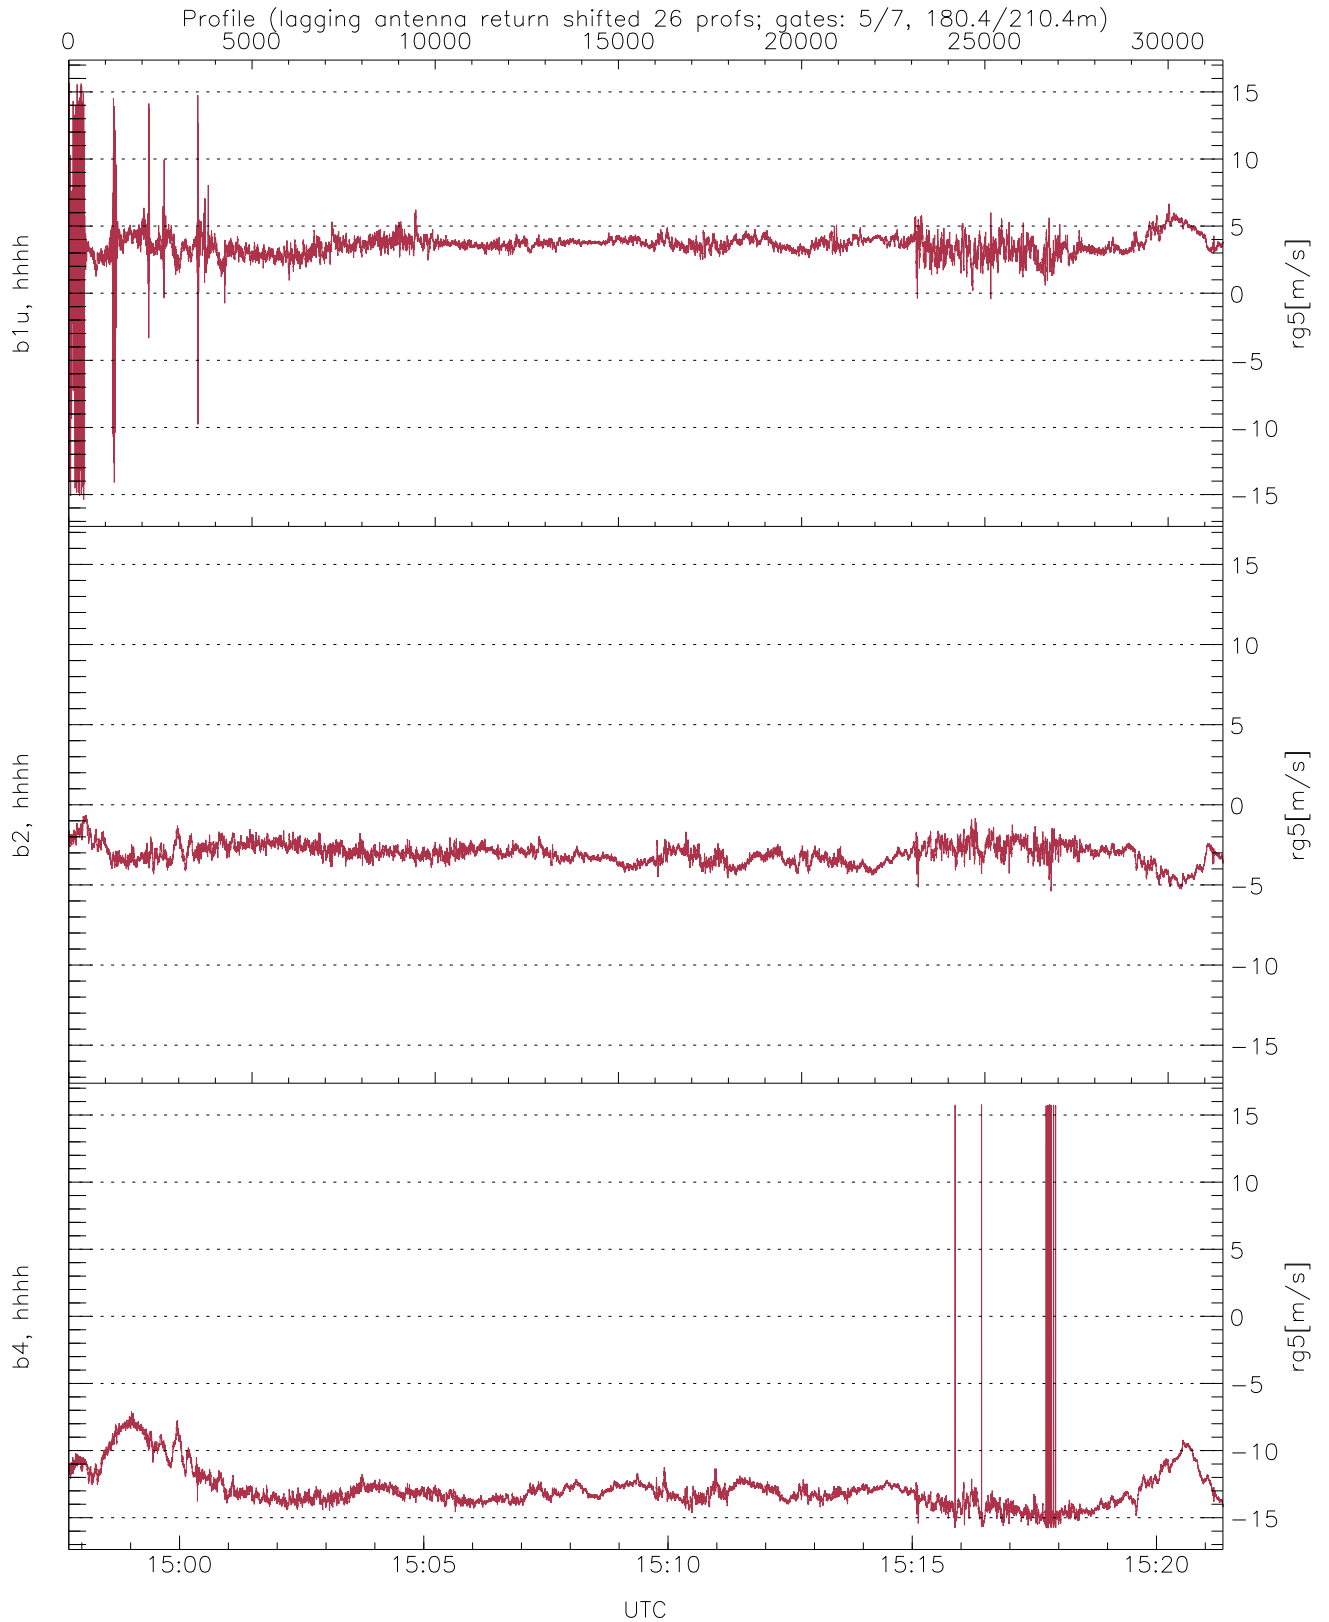 Profile (lagging antenna return shifted 26 profs; gates: 5/7, 180.4/210.4m)
0 5000 10000 15000 20000 25000 30000
15
10
5
0
-5
-10
-15
b1u, hhhh
rg5[m/s]
15
10
5
0
-5
-10
-15
b2, hhhh
rg5[m/s]
15
10
5
0
-5
-10
-15
b4, hhhh
rg5[m/s]
15:00 15:05 15:10 15:15 15:20
UTC